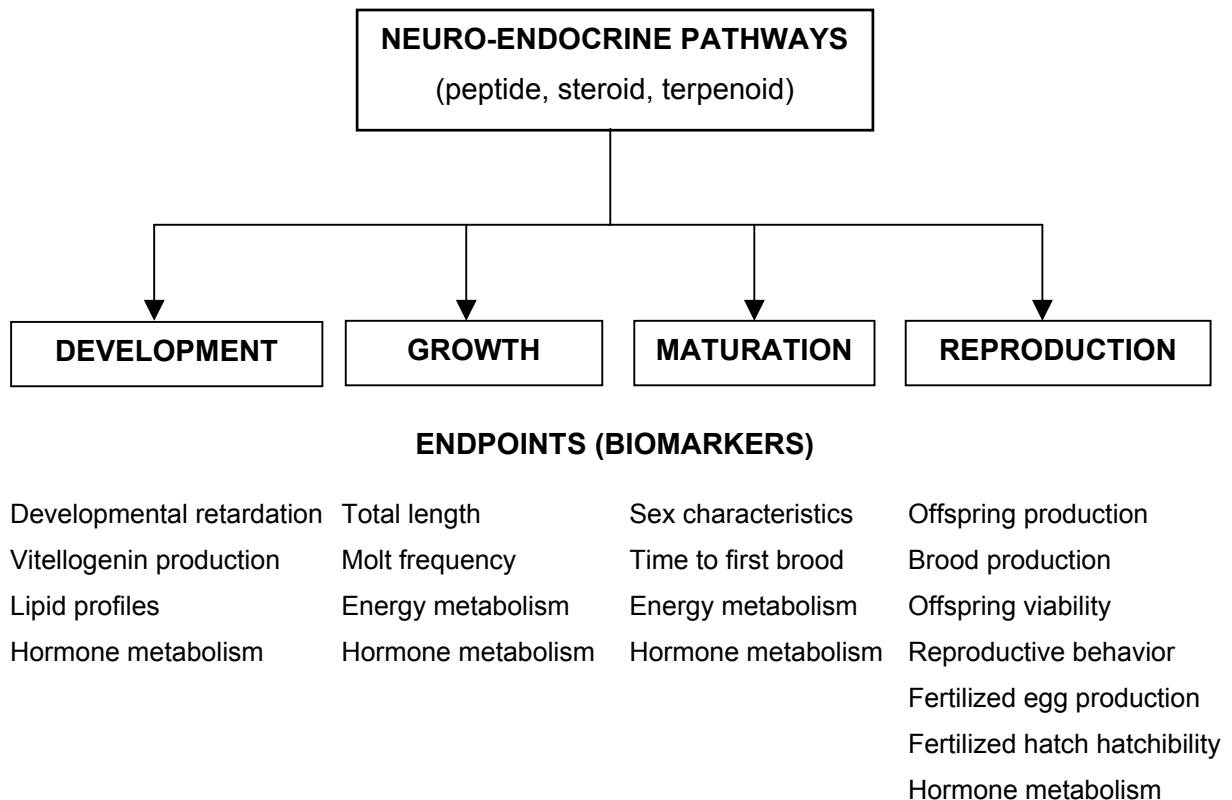 NEURO-ENDOCRINE PATHWAYS
(peptide, steroid, terpenoid)
DEVELOPMENT
GROWTH
MATURATION
REPRODUCTION
ENDPOINTS (BIOMARKERS)
Developmental retardation
Vitellogenin production
Lipid profiles
Hormone metabolism
Total length
Molt frequency
Energy metabolism
Hormone metabolism
Sex characteristics
Time to first brood
Energy metabolism
Hormone metabolism
Offspring production
Brood production
Offspring viability
Reproductive behavior
Fertilized egg production
Fertilized hatch hatchibility
Hormone metabolism